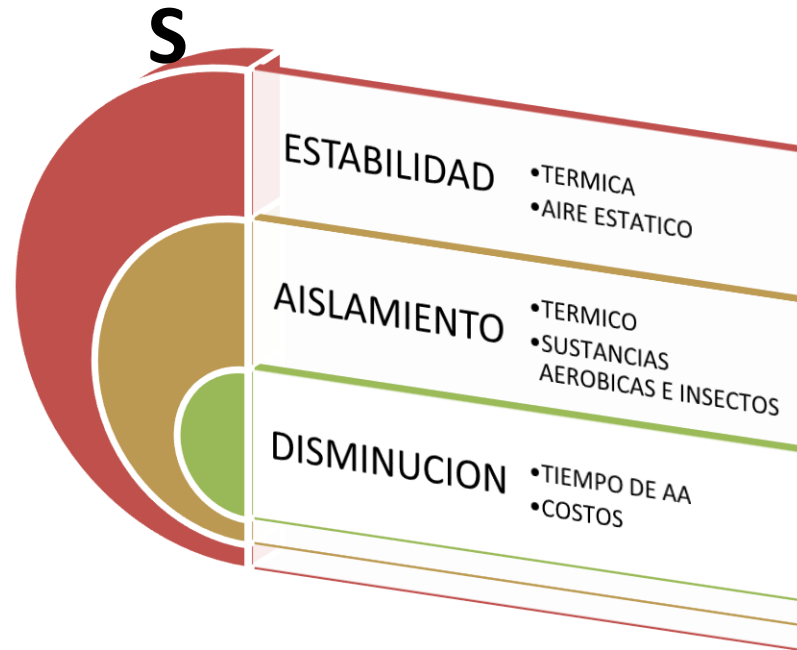 S
ESTABILIDAD
•TERMICA
•AIRE ESTATICO
AISLAMIENTO
•TERMICO
•SUSTANCIAS
AEROBICAS E INSECTOS
DISMINUCION
•TIEMPO DE AA
•COSTOS